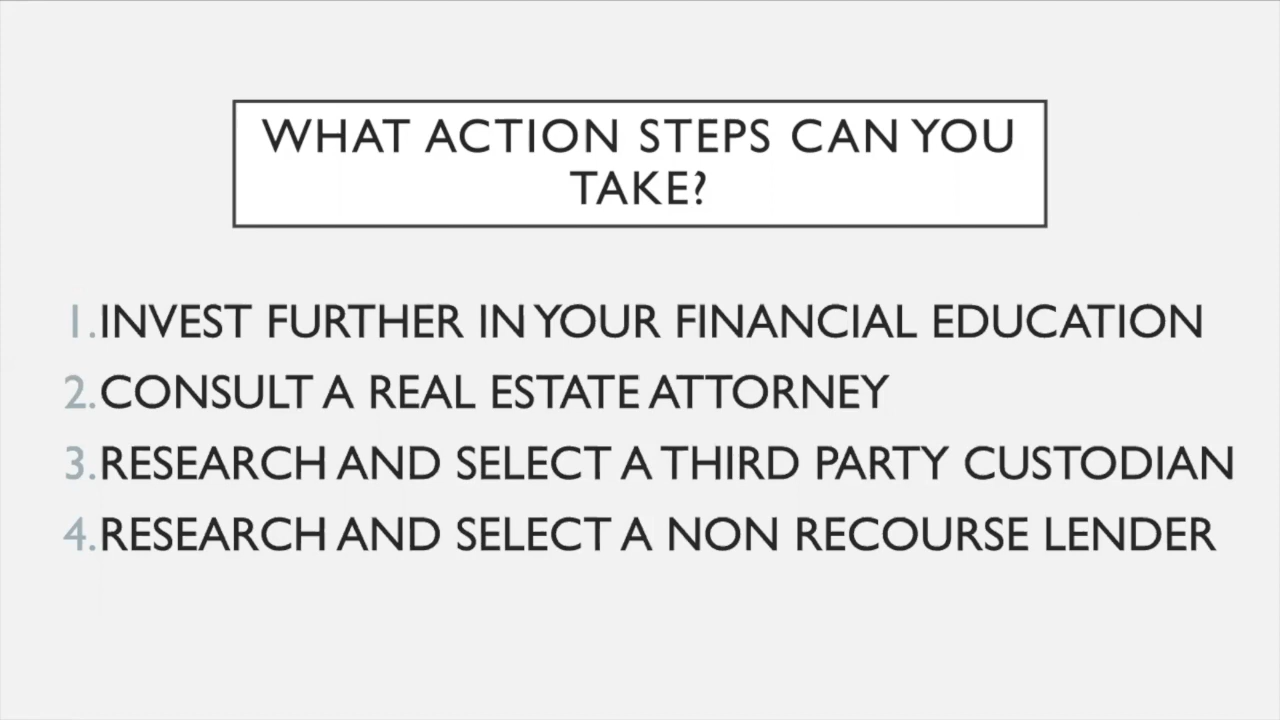 WHAT ACTION STEPS CAN YOU
TAKE?
1. INVEST FURTHER IN YOUR FINANCIAL EDUCATION
2. CONSULT A REAL ESTATE ATTORNEY
3. RESEARCH AND SELECT A THIRD PARTY CUSTODIAN
4. RESEARCH AND SELECT A NON RECOURSE LENDER